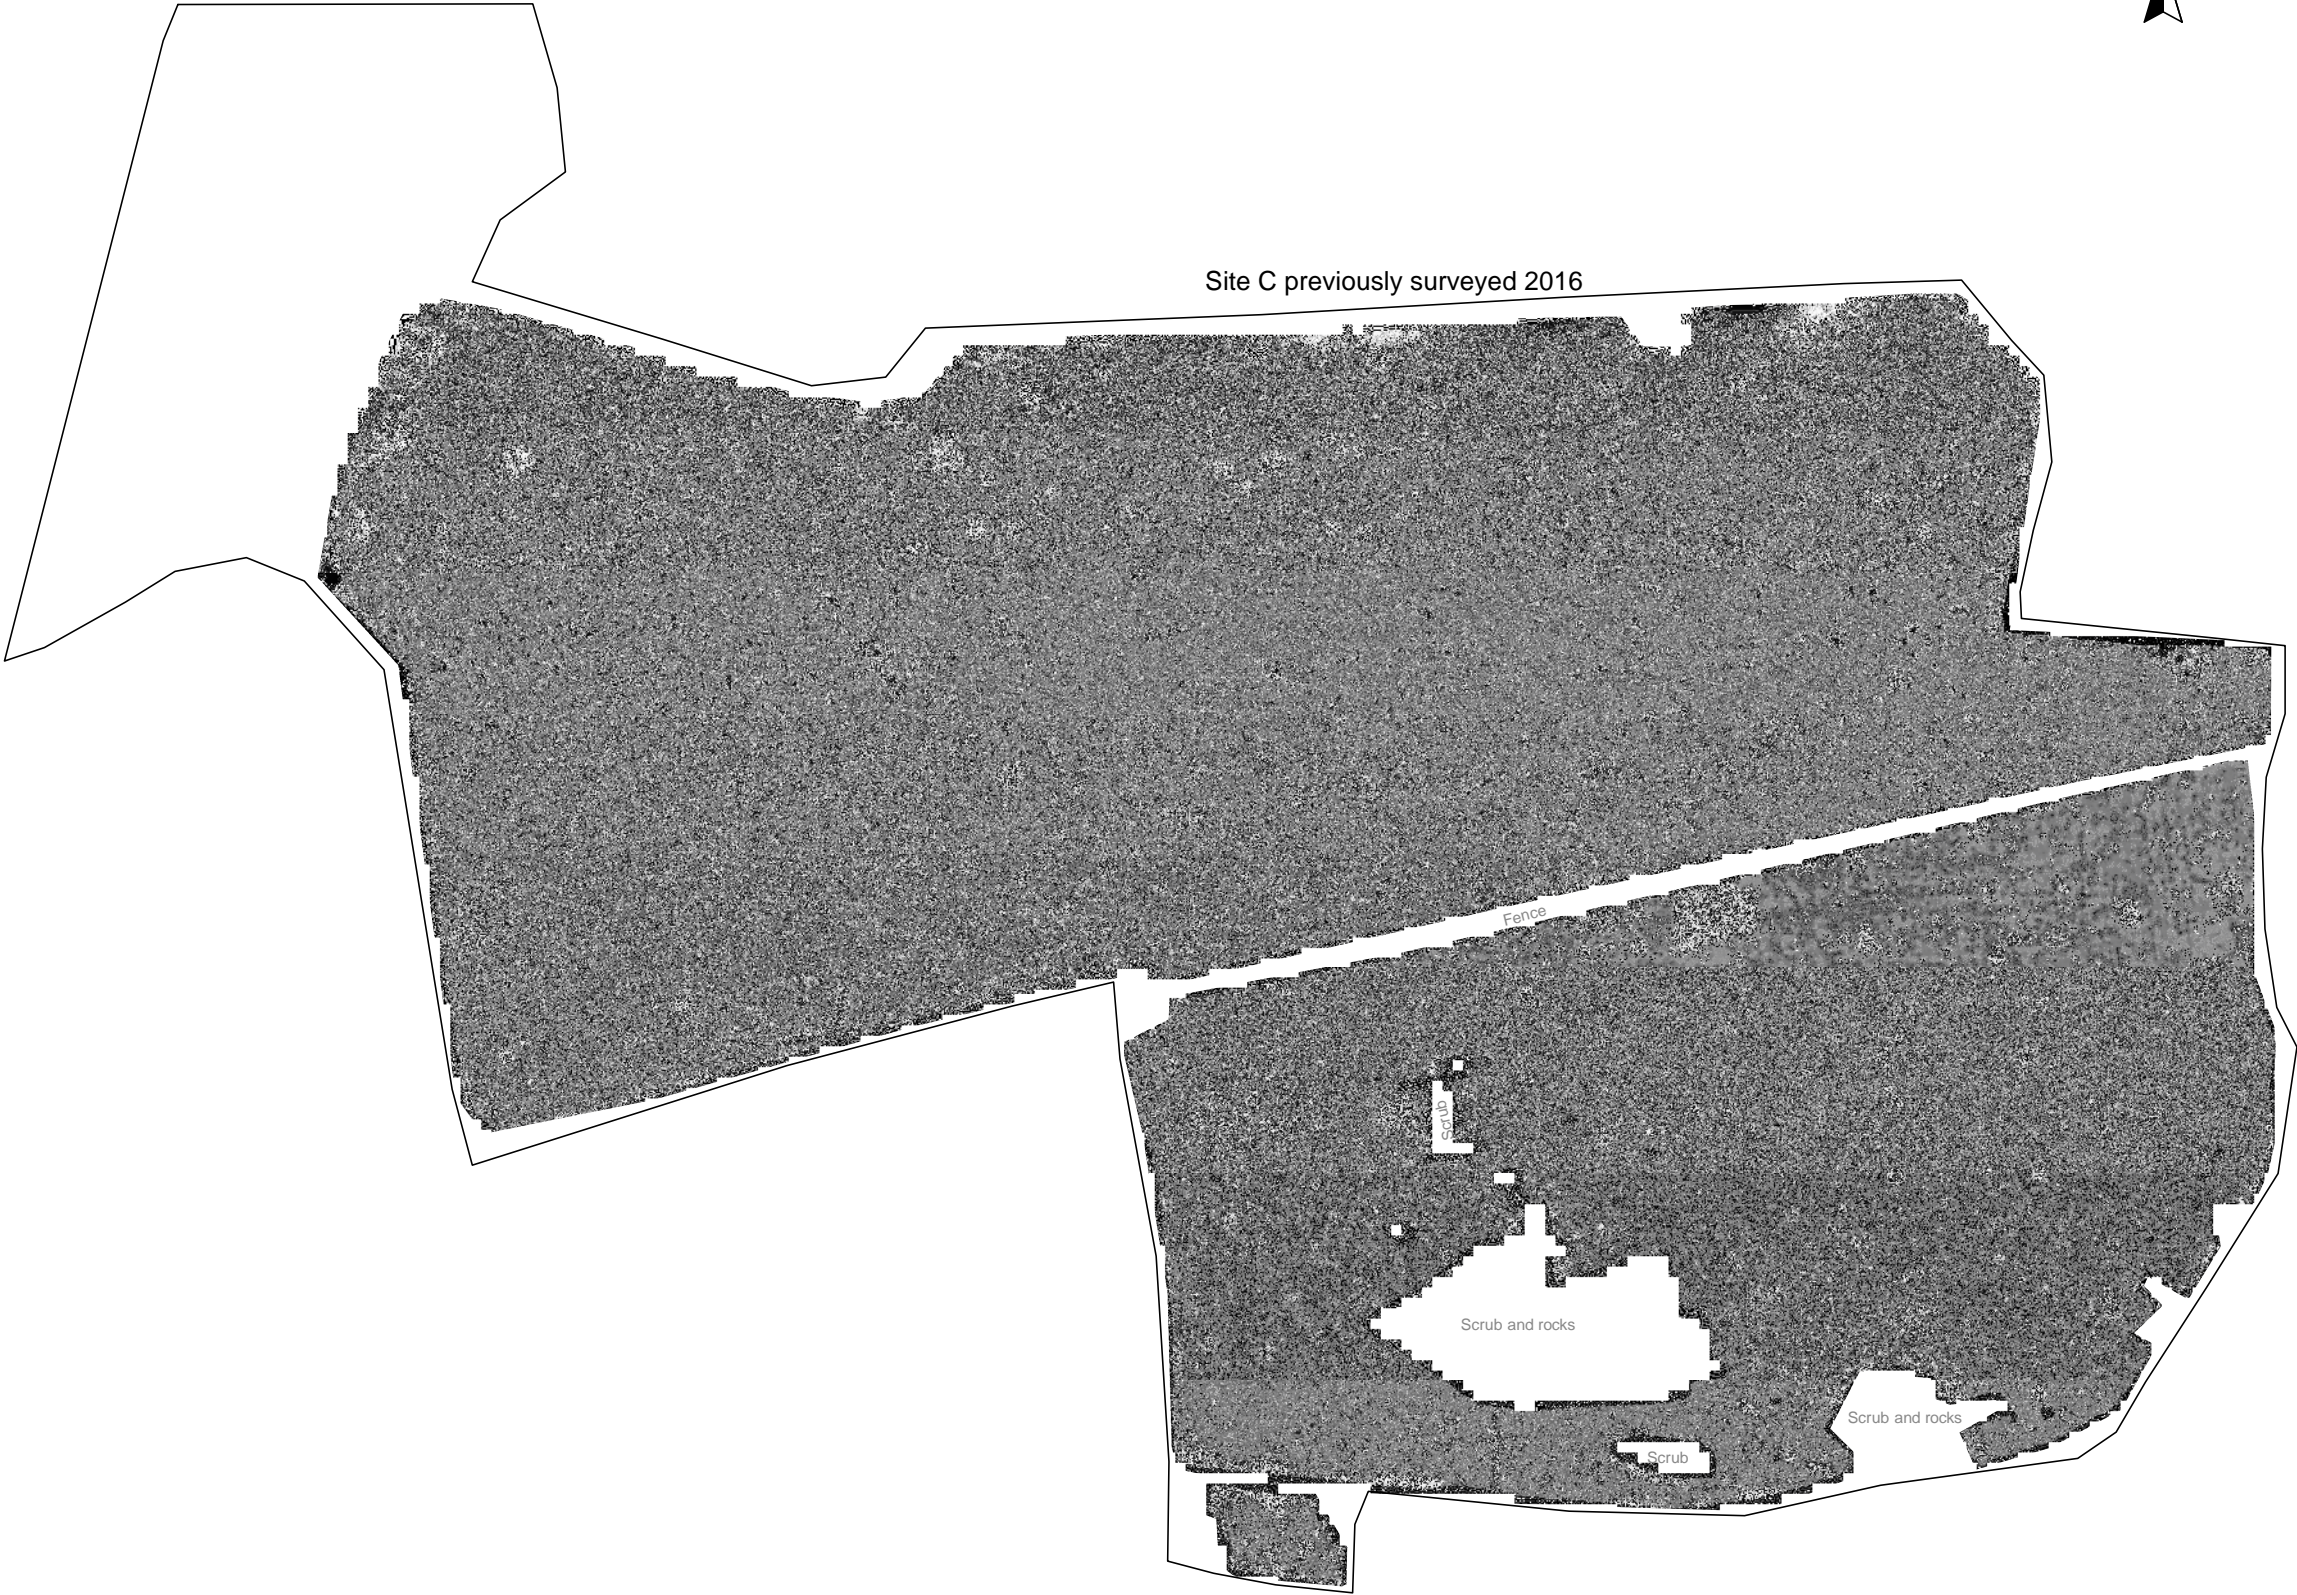 Site C previously surveyed 2016
Fence
Scrub
Scrub and rocks
Scrub and rocks
Scrub